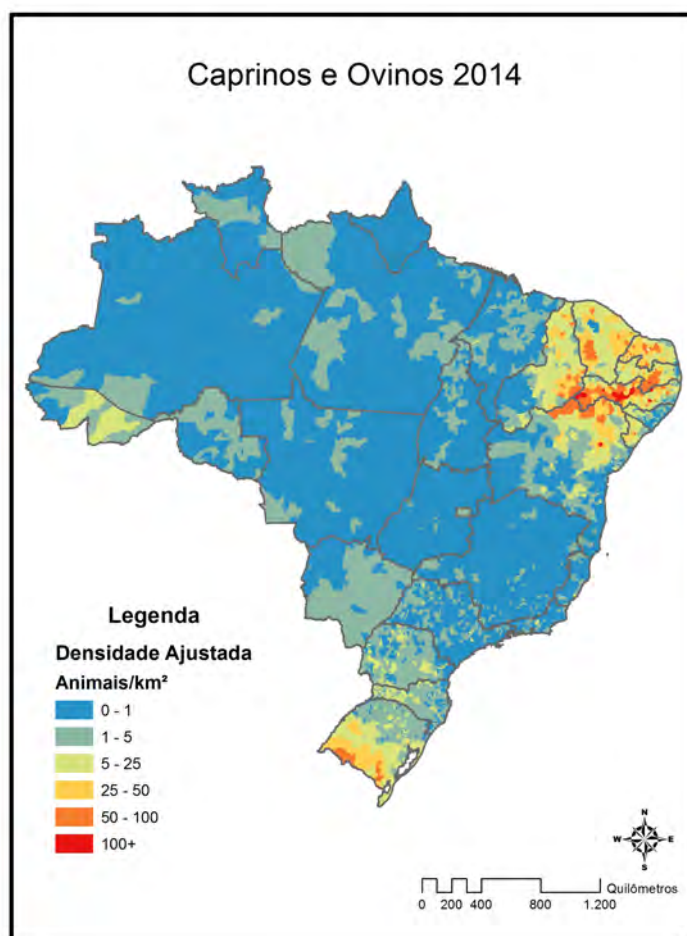 Caprinos e Ovinos 2014
Legenda
Densidade Ajustada
Animais/km²
0 - 1
1 - 5
5 - 25
25 - 50
50 - 100
100+
N
W E
S
Quilômetros
0 200 400 800 1.200